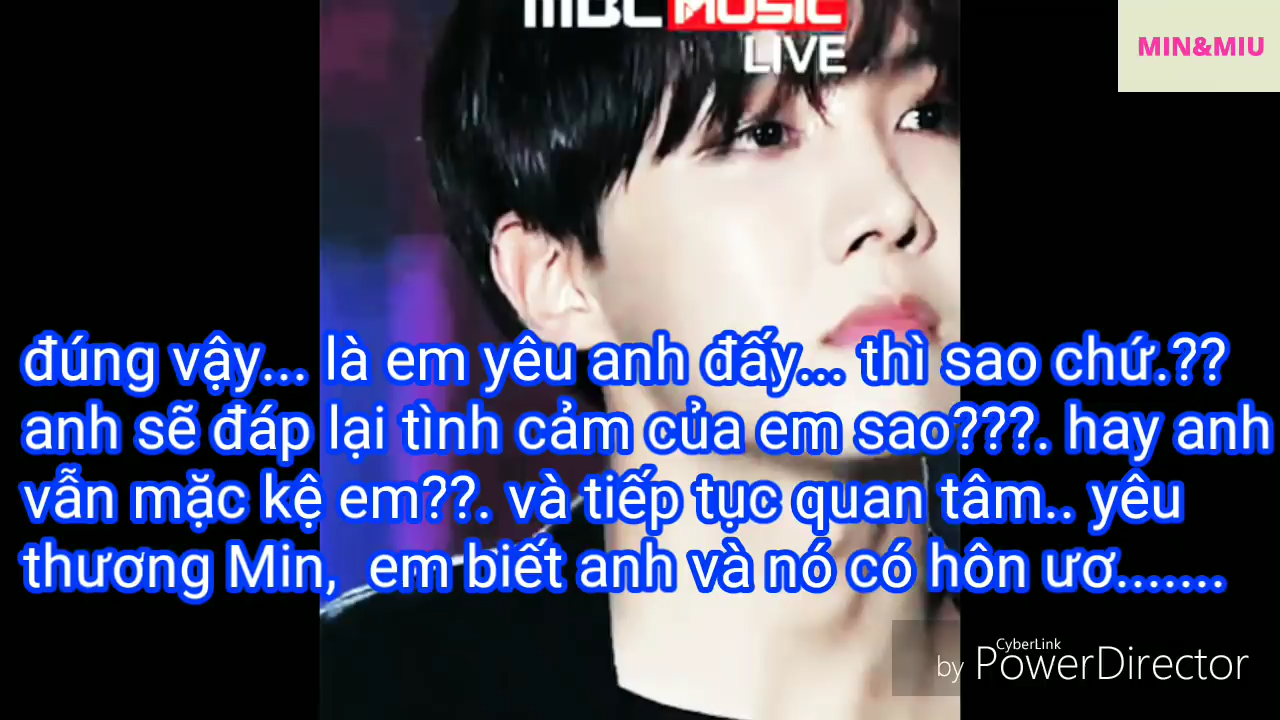 MBC MUSIC
LIVE
MIN&MIU
đúng vậy... là em yêu anh đấy... thì sao chứ.??
anh sẽ đáp lại tình cảm của em sao???. hay anh
vẫn mặc kệ em??. và tiếp tục quan tâm.. yêu
thương Min, em biết anh và nó có hôn ươ.......
CyberLink
by PowerDirector